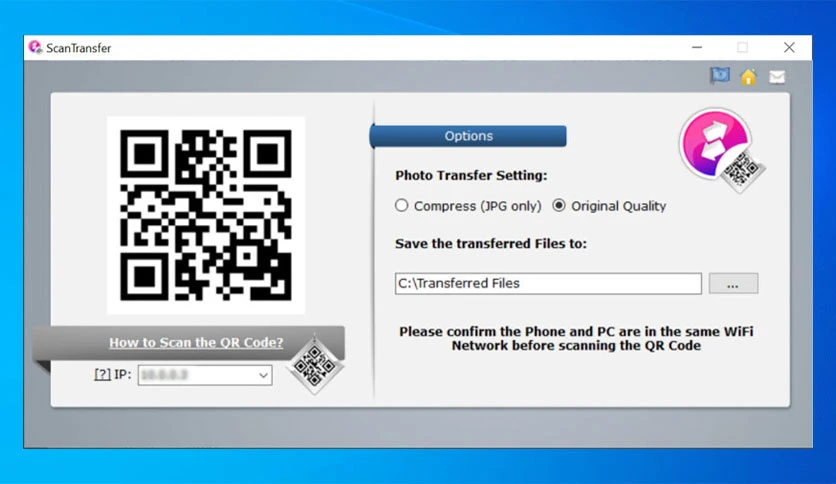 ScanTransfer
Options
Photo Transfer Setting:
Compress (JPG only)
Original Quality
Save the transferred Files to:
C:\Transferred Files
...
Please confirm the Phone and PC are in the same WiFi
Network before scanning the QR Code
How to Scan the QR Code?
[?] IP: